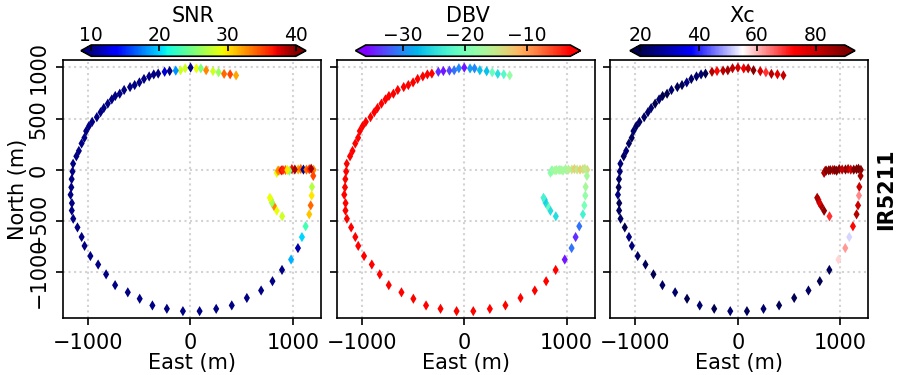 SNR DBV Xc
10 20 30 40 −30 −20 −10 20 40 60 80
1000
500
0
−500
−1000
North (m)
IR5211
−1000 0 1000 −1000 0 1000 −1000 0 1000
East (m) East (m) East (m)